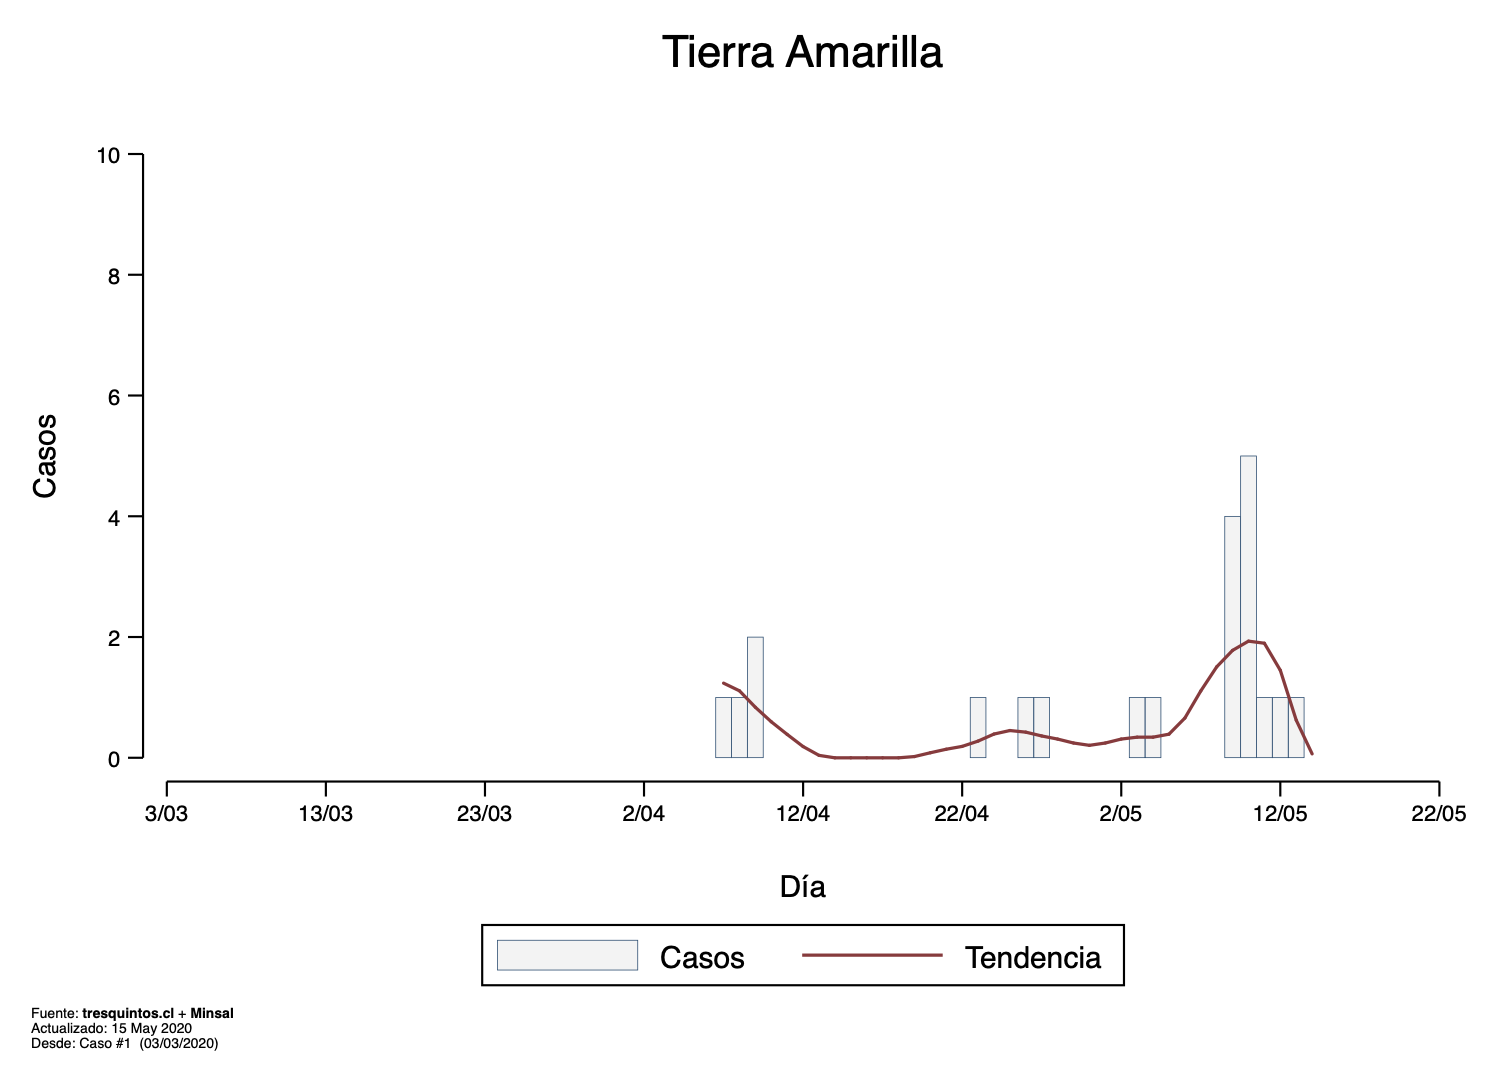 Tierra Amarilla
10
8
6
4
2
0
Casos
3/03 13/03 23/03 2/04 12/04 22/04 2/05 12/05 22/05
Día
Casos Tendencia
Fuente: tresquintos.cl + Minsal
Actualizado: 15 May 2020
Desde: Caso #1 (03/03/2020)